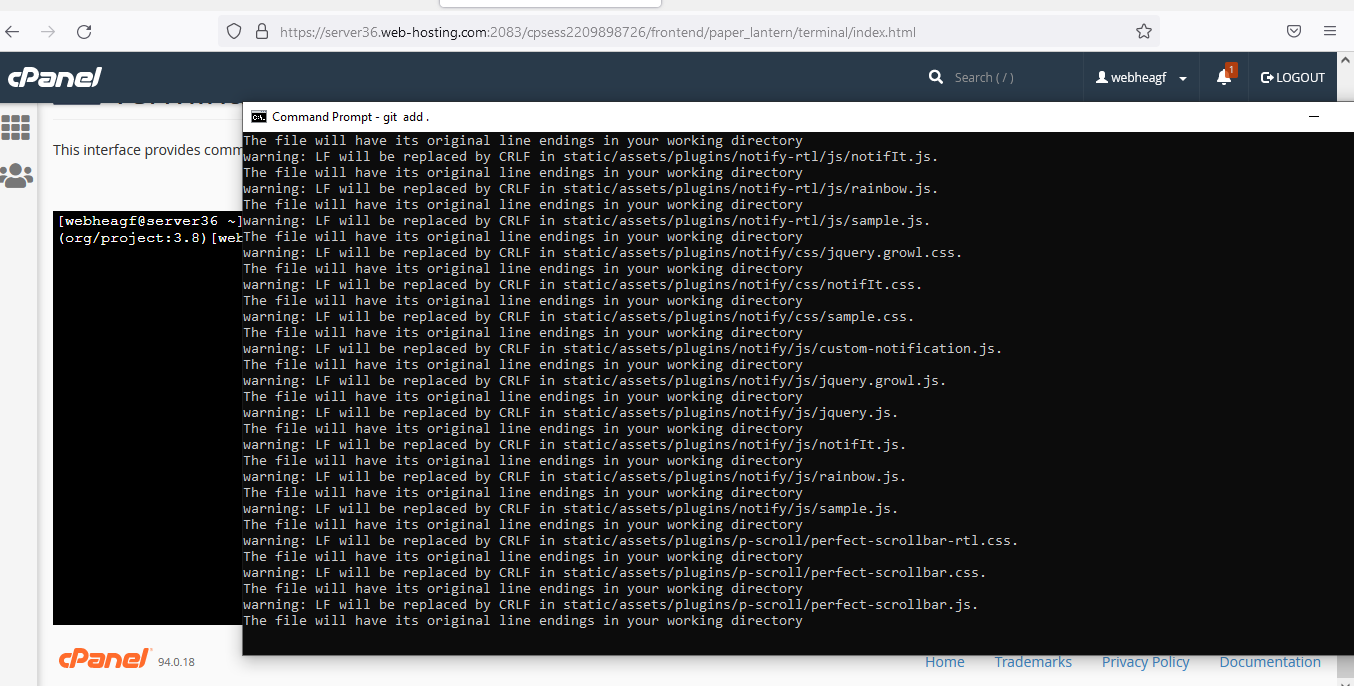 https://server36.web-hosting.com:2083/cpsess2209898726/frontend/paper_lantern/terminal/index.html
cPanel
Search ( / )
webheagf
1
LOGOUT
This interface provides comm
[webheagf@server36 ~]
(org/project:3.8)[web
Command Prompt - git  add .
The file will have its original line endings in your working directory
warning: LF will be replaced by CRLF in static/assets/plugins/notify-rtl/js/notifIt.js.
The file will have its original line endings in your working directory
warning: LF will be replaced by CRLF in static/assets/plugins/notify-rtl/js/rainbow.js.
The file will have its original line endings in your working directory
warning: LF will be replaced by CRLF in static/assets/plugins/notify-rtl/js/sample.js.
The file will have its original line endings in your working directory
warning: LF will be replaced by CRLF in static/assets/plugins/notify/css/jquery.growl.css.
The file will have its original line endings in your working directory
warning: LF will be replaced by CRLF in static/assets/plugins/notify/css/notifIt.css.
The file will have its original line endings in your working directory
warning: LF will be replaced by CRLF in static/assets/plugins/notify/css/sample.css.
The file will have its original line endings in your working directory
warning: LF will be replaced by CRLF in static/assets/plugins/notify/js/custom-notification.js.
The file will have its original line endings in your working directory
warning: LF will be replaced by CRLF in static/assets/plugins/notify/js/jquery.growl.js.
The file will have its original line endings in your working directory
warning: LF will be replaced by CRLF in static/assets/plugins/notify/js/jquery.js.
The file will have its original line endings in your working directory
warning: LF will be replaced by CRLF in static/assets/plugins/notify/js/notifIt.js.
The file will have its original line endings in your working directory
warning: LF will be replaced by CRLF in static/assets/plugins/notify/js/rainbow.js.
The file will have its original line endings in your working directory
warning: LF will be replaced by CRLF in static/assets/plugins/notify/js/sample.js.
The file will have its original line endings in your working directory
warning: LF will be replaced by CRLF in static/assets/plugins/p-scroll/perfect-scrollbar-rtl.css.
The file will have its original line endings in your working directory
warning: LF will be replaced by CRLF in static/assets/plugins/p-scroll/perfect-scrollbar.css.
The file will have its original line endings in your working directory
warning: LF will be replaced by CRLF in static/assets/plugins/p-scroll/perfect-scrollbar.js.
The file will have its original line endings in your working directory
cPanel 94.0.18
Home Trademarks Privacy Policy Documentation